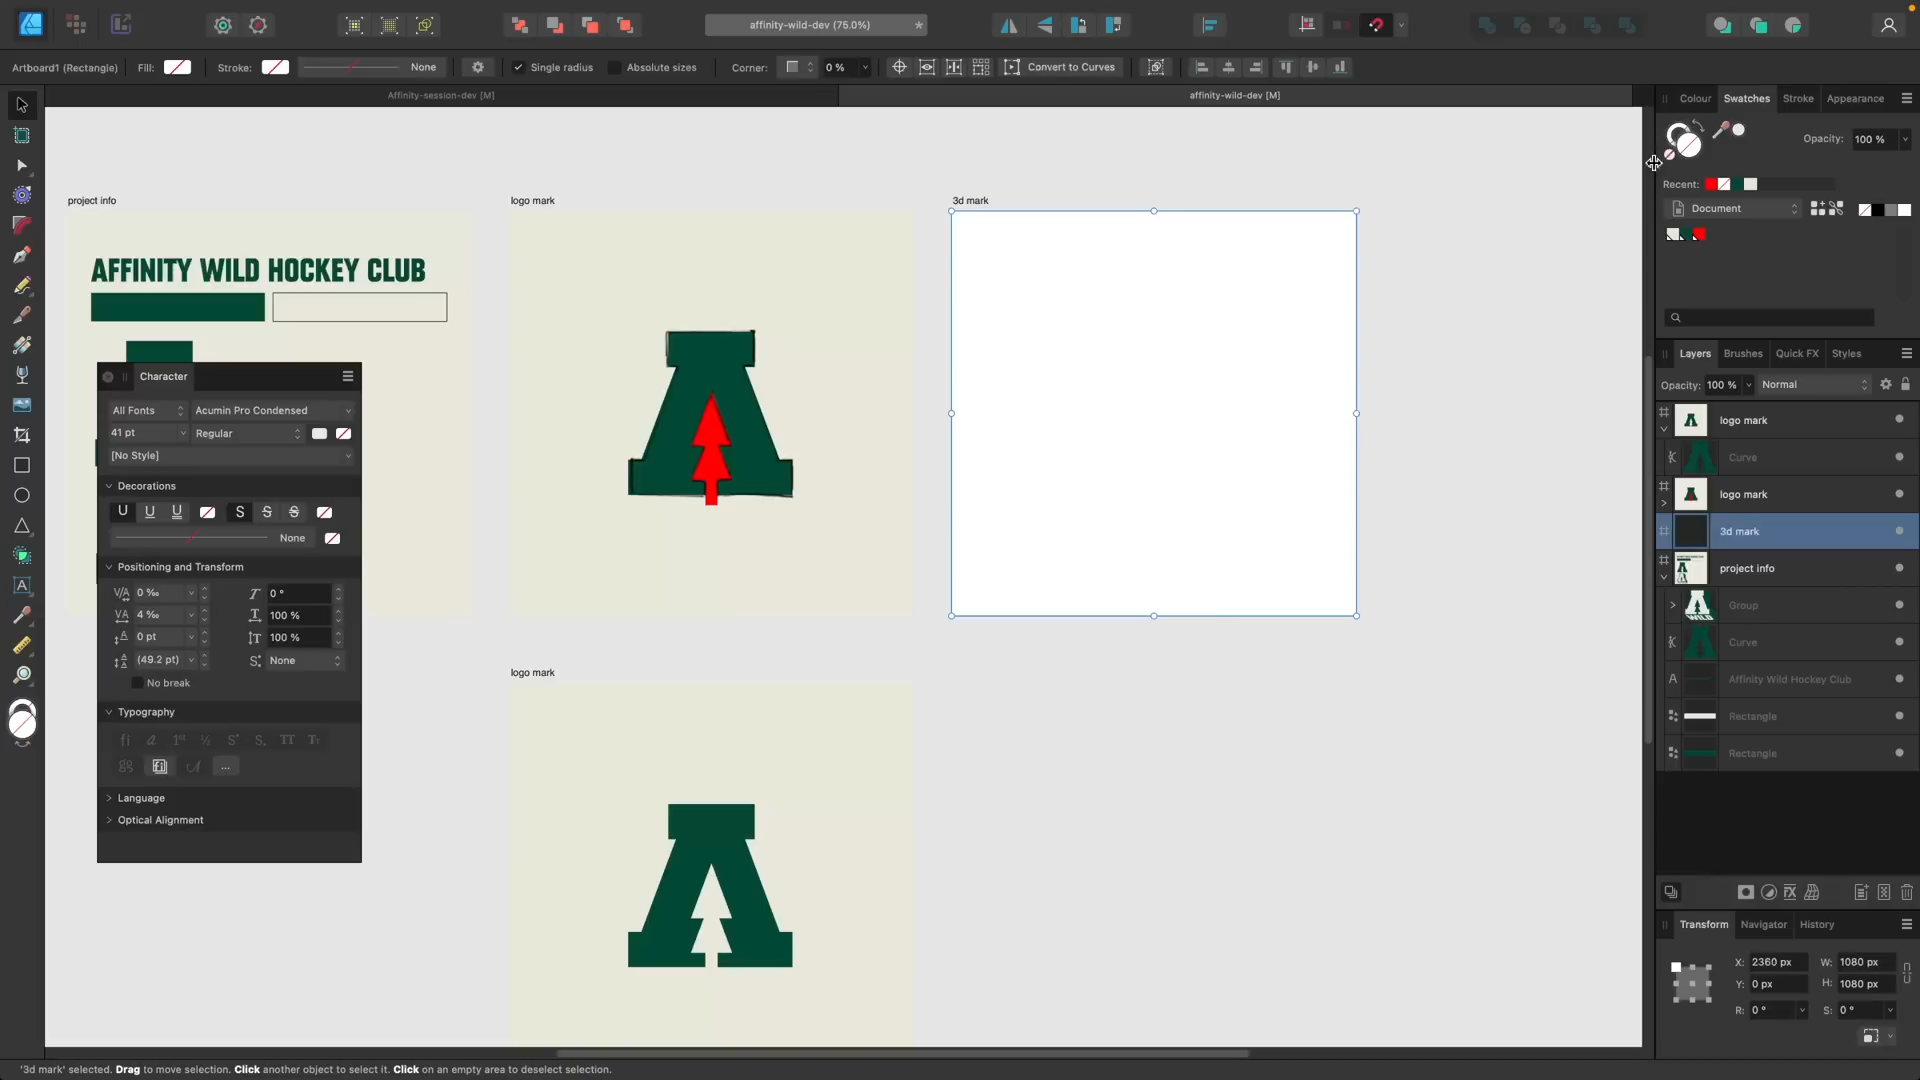 affinity-wild-dev (75.0%)
*
Artboard1 (Rectangle)
Fill:
Stroke:
None
Single radius
Absolute sizes
Corner:
0 %
Convert to Curves
Affinity-session-dev [M]
affinity-wild-dev [M]
Colour
Swatches
Stroke
Appearance
Opacity:
100 %
Recent:
Document
project info
AFFINITY WILD HOCKEY CLUB
logo mark
3d mark
logo mark
Character
All Fonts
Acumin Pro Condensed
41 pt
Regular
[No Style]
Decorations
U U U S S S
None
Positioning and Transform
V/A 0 ‰
0 °
VA 4 ‰
100 %
0 pt
100 %
(49.2 pt)
None
No break
Typography
fi a 1st ½ S S TT TT
...
Language
Optical Alignment
Layers
Brushes
Quick FX
Styles
Opacity: 100 %
Normal
logo mark
Curve
logo mark
3d mark
project info
Group
Curve
A Affinity Wild Hockey Club
Rectangle
Rectangle
Transform
Navigator
History
X: 2360 px
W: 1080 px
Y: 0 px
H: 1080 px
R: 0 °
S: 0 °
'3d mark' selected. Drag to move selection. Click another object to select it. Click on an empty area to deselect selection.